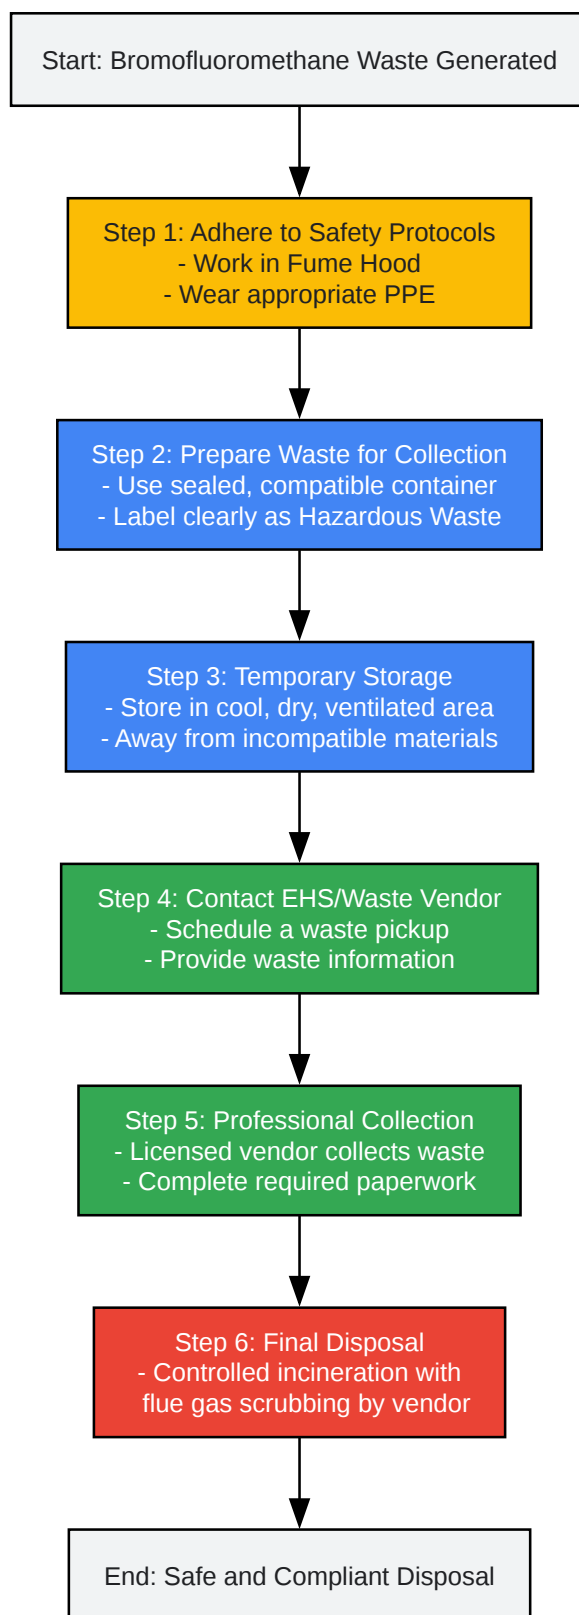 Start: Bromofluoromethane Waste Generated
Step 1: Adhere to Safety Protocols
- Work in Fume Hood
- Wear appropriate PPE
Step 2: Prepare Waste for Collection
- Use sealed, compatible container
- Label clearly as Hazardous Waste
Step 3: Temporary Storage
- Store in cool, dry, ventilated area
- Away from incompatible materials
Step 4: Contact EHS/Waste Vendor
- Schedule a waste pickup
- Provide waste information
Step 5: Professional Collection
- Licensed vendor collects waste
- Complete required paperwork
Step 6: Final Disposal
- Controlled incineration with
flue gas scrubbing by vendor
End: Safe and Compliant Disposal